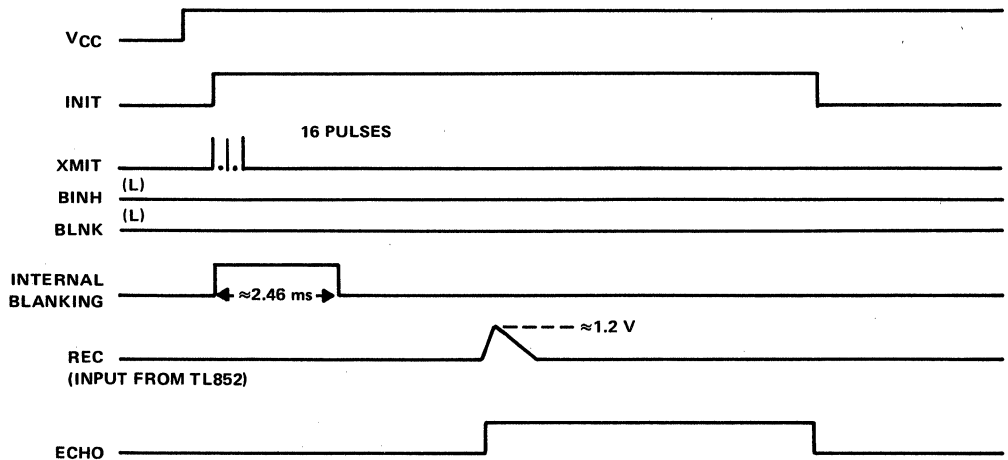 VCC
INIT
16 PULSES
XMIT
(L)
BINH
(L)
BLNK
INTERNAL
BLANKING
≈2.46 ms
≈1.2 V
REC
(INPUT FROM TL852)
ECHO